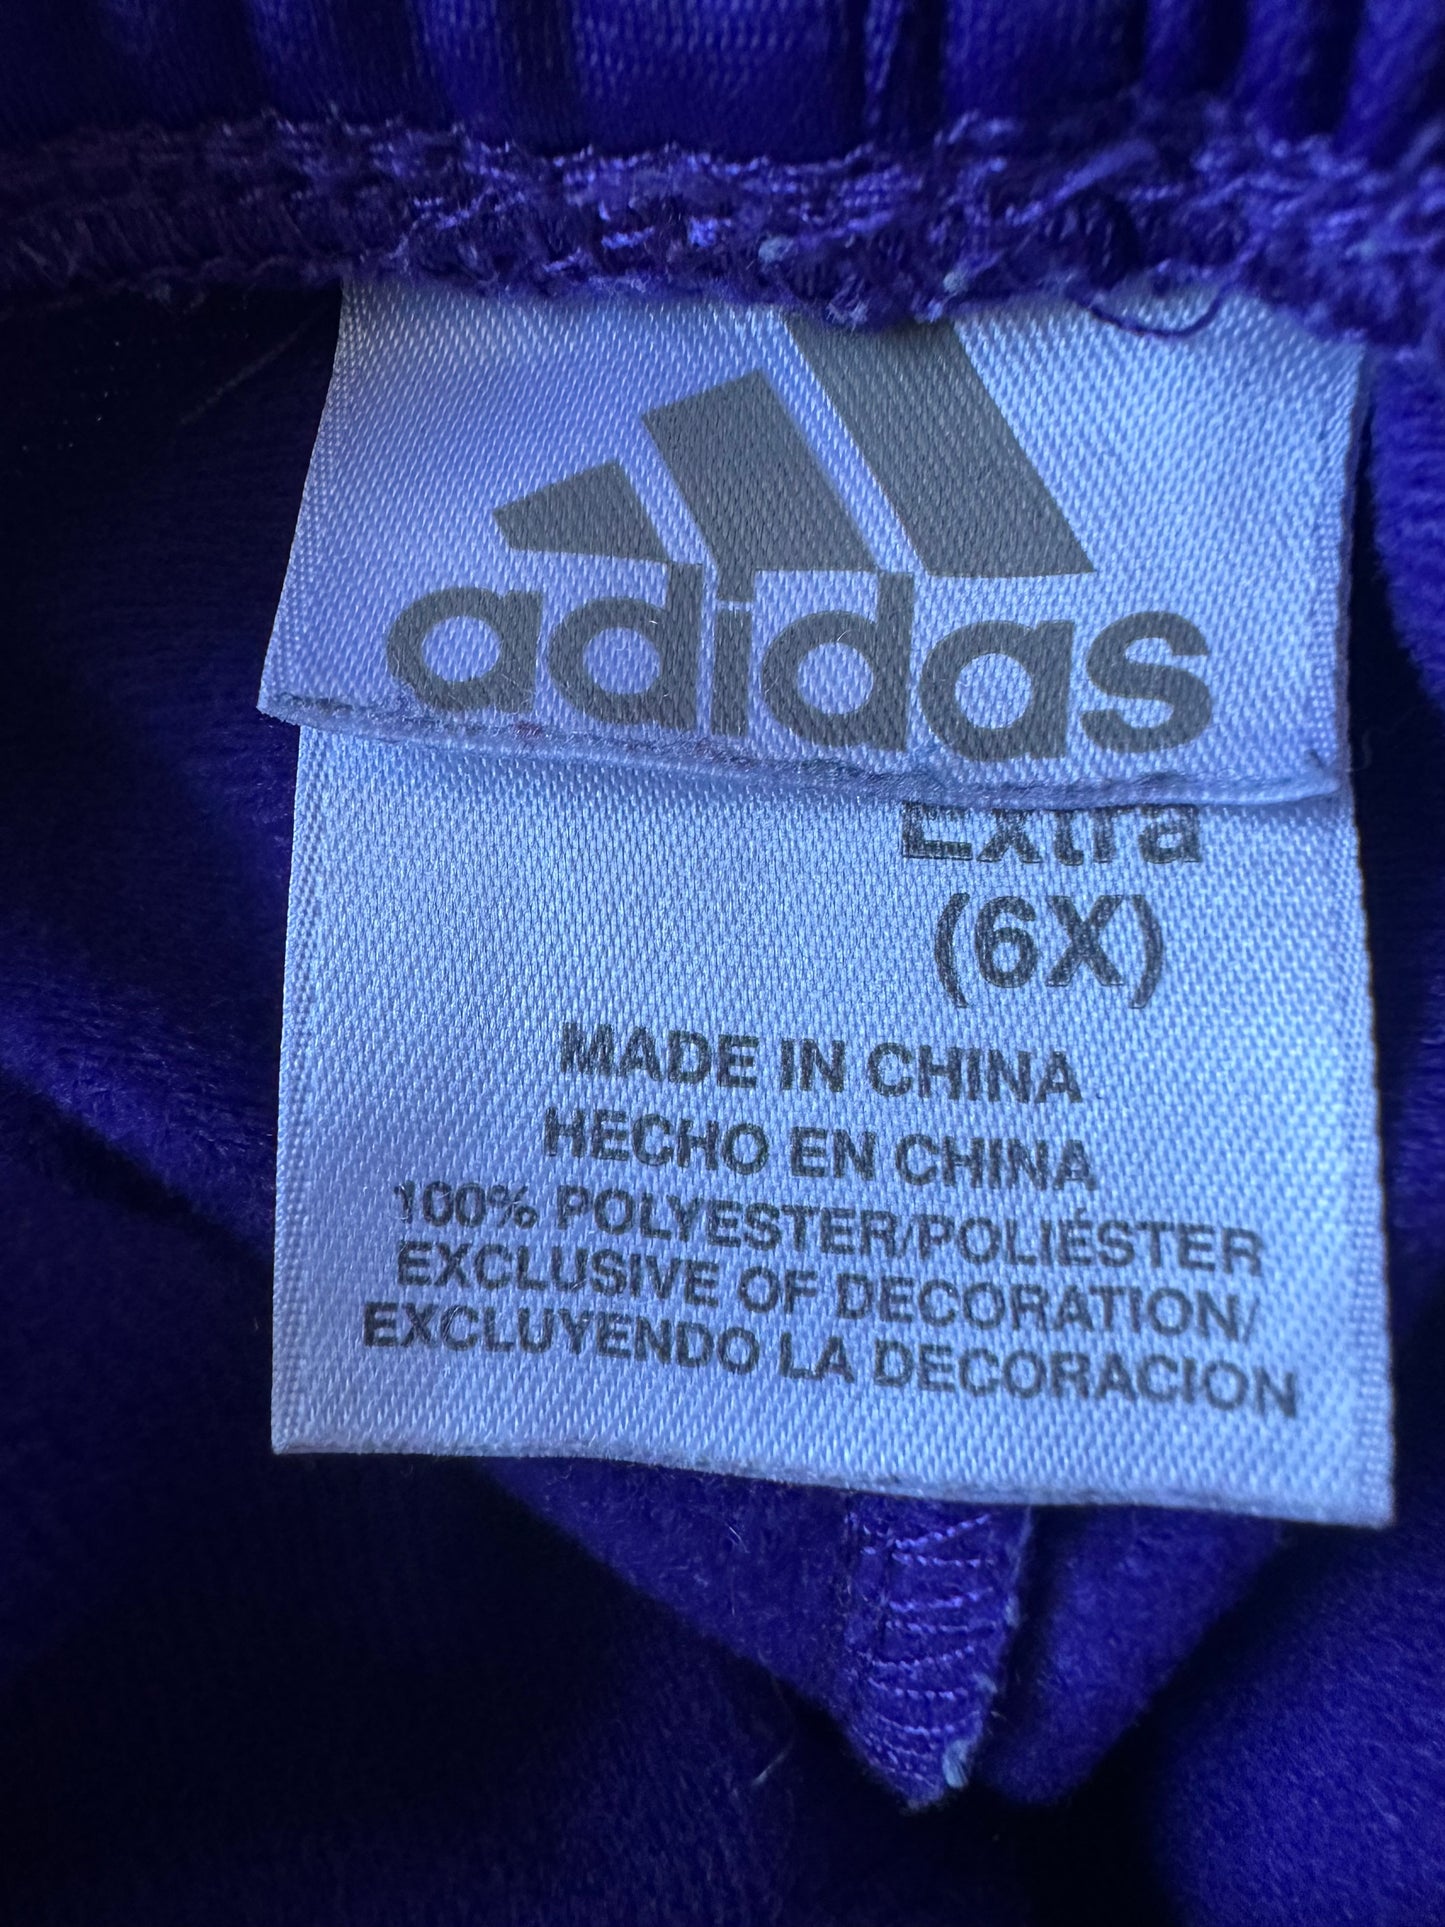 adidas
Extra
(6X)
MADE IN CHINA
HECHO EN CHINA
100% POLYESTER/POLIÉSTER
EXCLUSIVE OF DECORATION/
EXCLUYENDO LA DECORACION